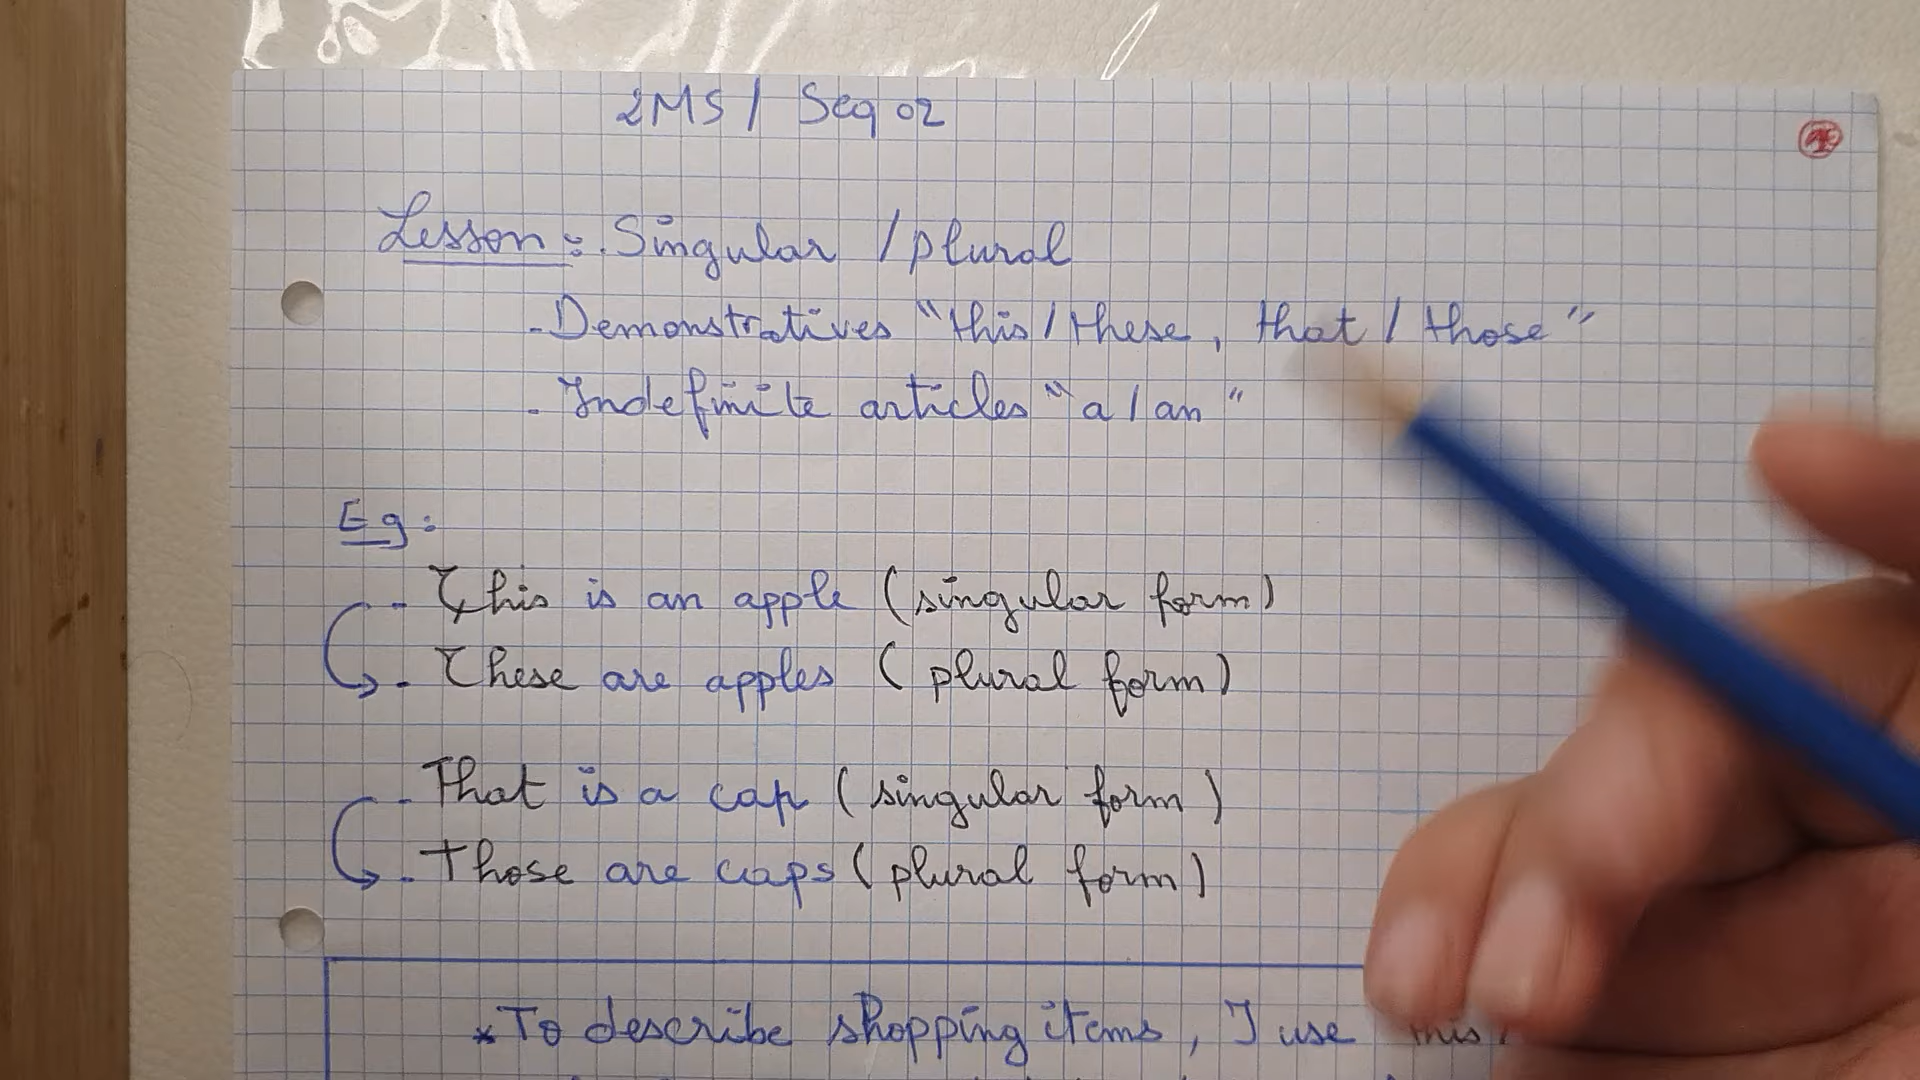 2MS / Seq 02
Lesson : . Singular / plural
- Demonstratives "this / these, that / those"
- Indefinite articles "a / an"
Eg :
- This is an apple (singular form)
- These are apples (plural form)
- That is a cap (singular form)
- Those are caps (plural form)
* To describe shopping items, I use this